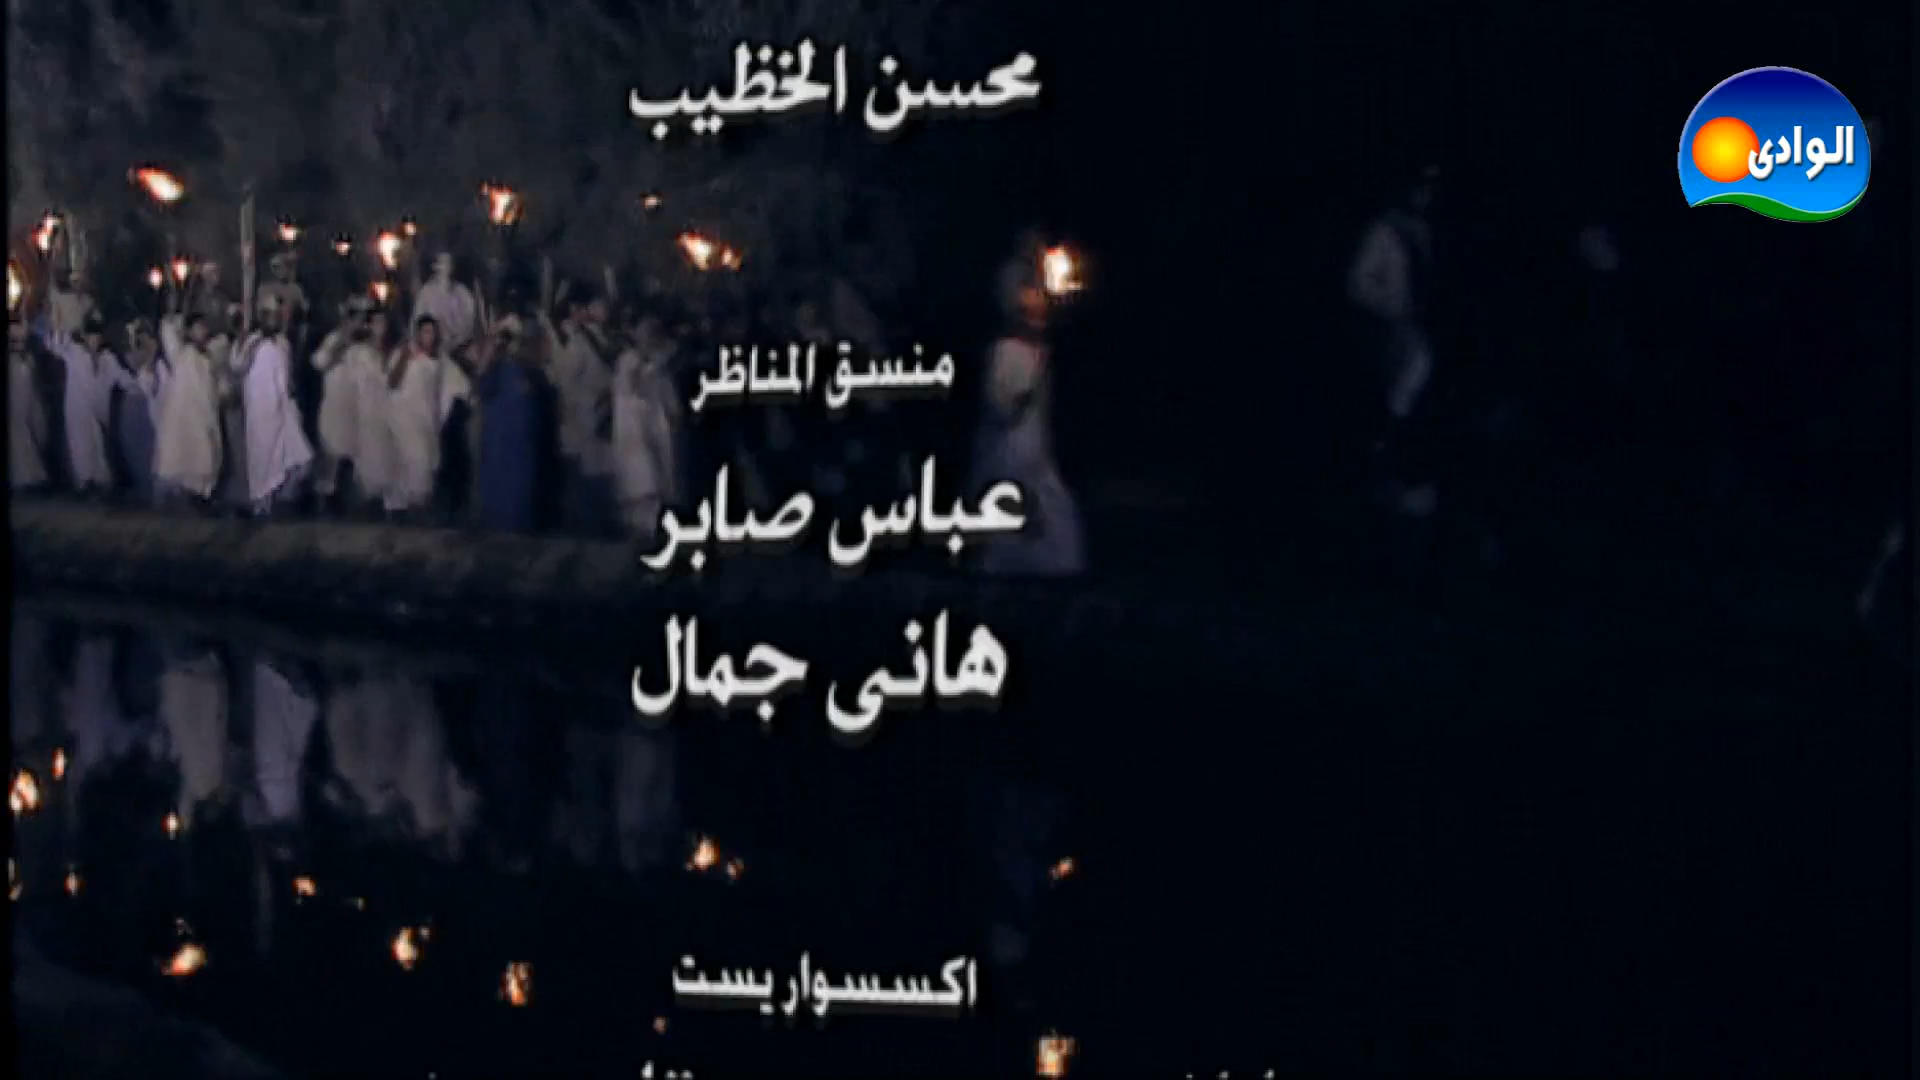 محسن الخظيب
الوادى
منسق المناظر
عباس صابر
هانى جمال
اكسسواريست